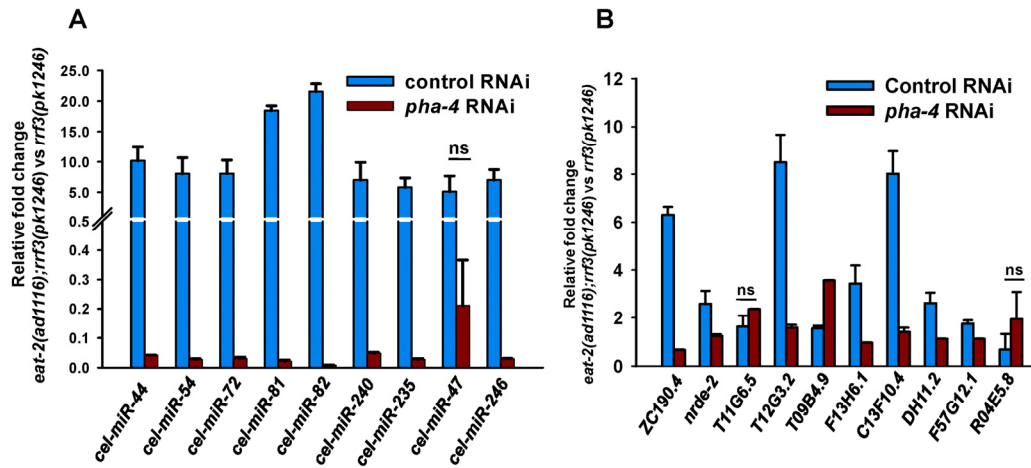 A
Relative fold change
eat-2(ad1116);rrf3(pk1246) vs rrf3(pk1246)
25.0
20.0
15.0
10.0
5.0
0.5
0.4
0.3
0.2
0.1
0.0
control RNAi
pha-4 RNAi
ns
cel-miR-44
cel-miR-54
cel-miR-72
cel-miR-81
cel-miR-82
cel-miR-240
cel-miR-235
cel-miR-47
cel-miR-246
B
Relative fold change
eat-2(ad1116);rrf3(pk1246) vs rrf3(pk1246)
12
10
8
6
4
2
0
Control RNAi
pha-4 RNAi
ns
ns
ZC190.4
nrde-2
T11G6.5
T12G3.2
T09B4.9
F13H6.1
C13F10.4
DH11.2
F57G12.1
R04E5.8